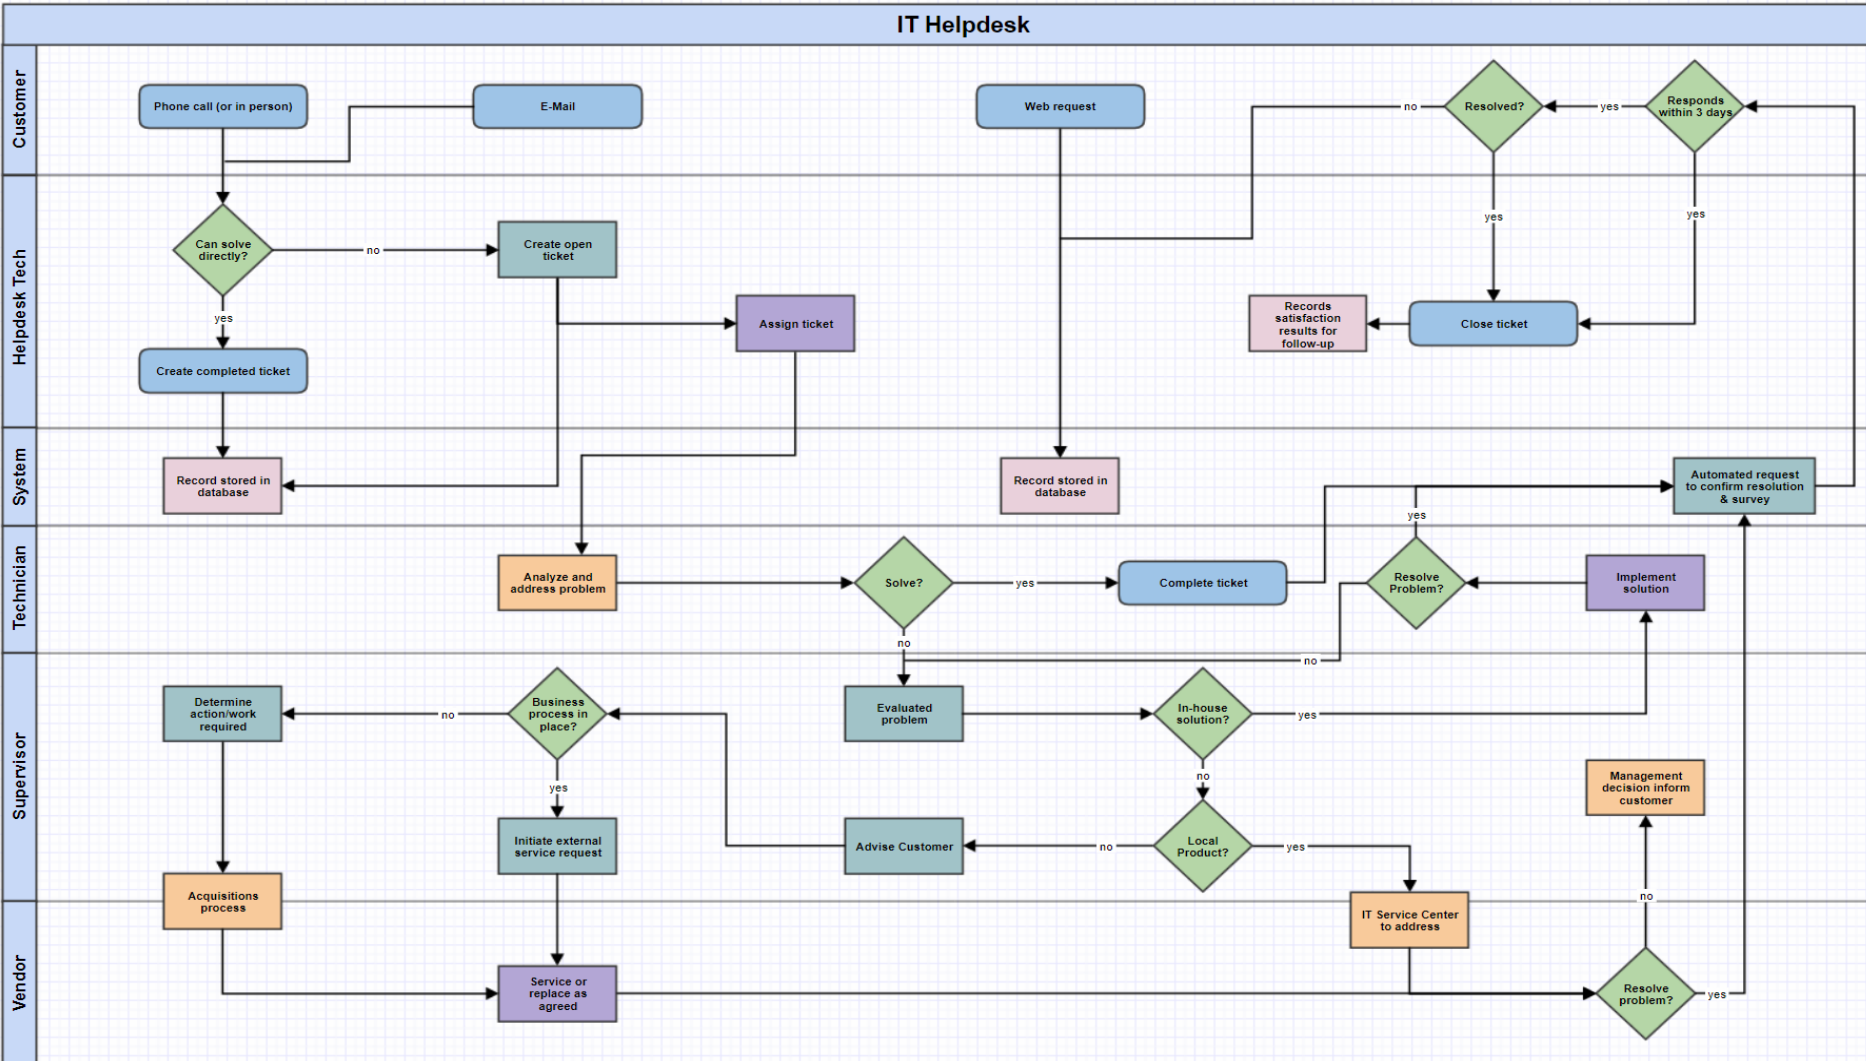 IT Helpdesk
Customer
Phone call (or in person)
E-Mail
Web request
no
Resolved?
yes
Responds
within 3 days
Helpdesk Tech
Can solve
directly?
no
Create open
ticket
yes
yes
yes
Assign ticket
Records
satisfaction
results for
follow-up
Close ticket
Create completed ticket
System
Record stored in
database
Record stored in
database
Automated request
to confirm resolution
& survey
yes
Technician
Analyze and
address problem
Solve?
yes
Complete ticket
Resolve
Problem?
Implement
solution
no
no
Supervisor
Determine
action/work
required
no
Business
process in
place?
Evaluated
problem
In-house
solution?
yes
yes
no
Management
decision inform
customer
Initiate external
service request
Advise Customer
no
Local
Product?
yes
Acquisitions
process
no
IT Service Center
to address
Vendor
Service or
replace as
agreed
Resolve
problem?
yes